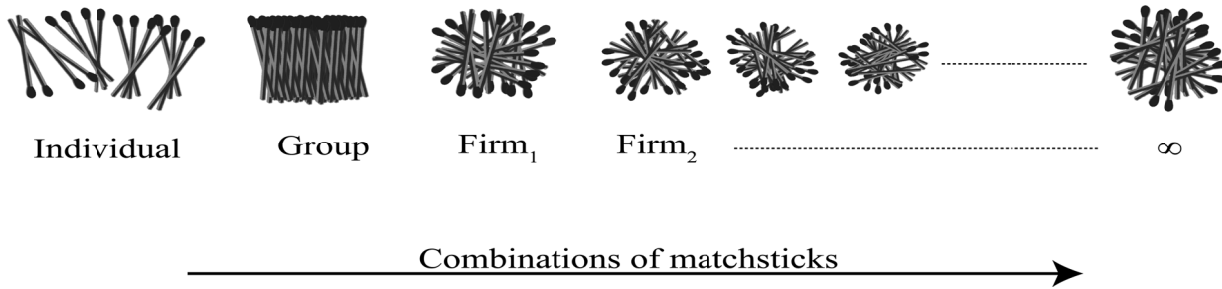 Individual Group Firm₁ Firm₂ ∞
Combinations of matchsticks